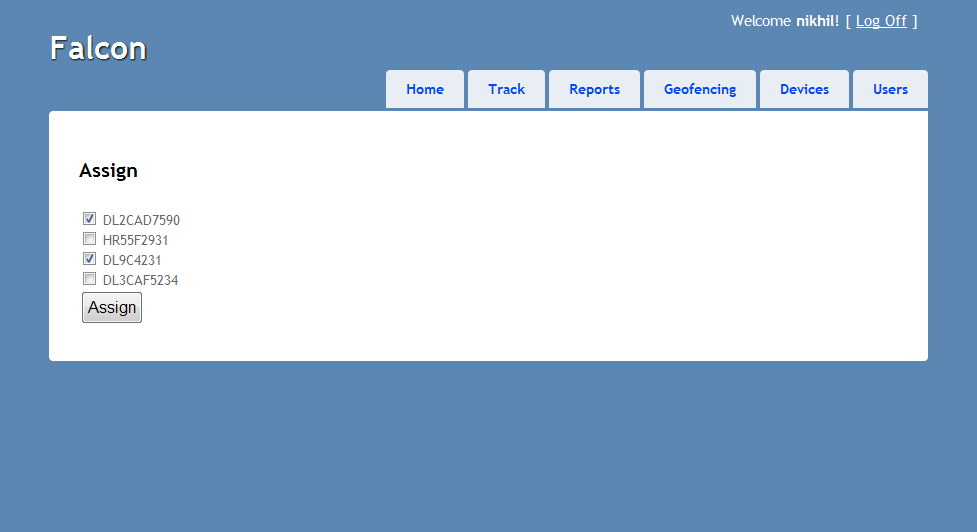 Welcome nikhil! [ Log Off ]
Falcon
Home Track Reports Geofencing Devices Users
Assign
DL2CAD7590
HR55F2931
DL9C4231
DL3CAF5234
Assign